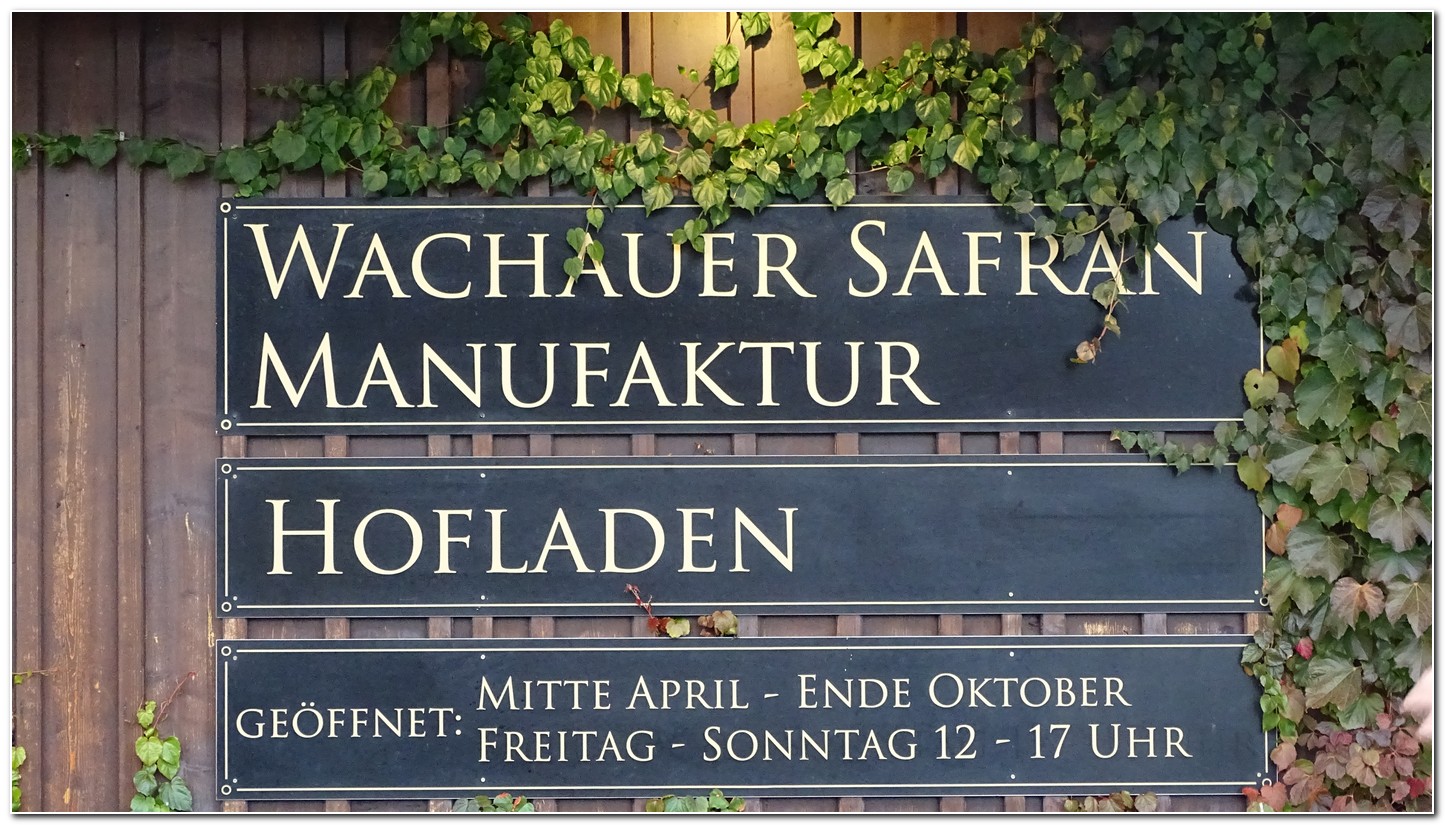 WACHAUER SAFRAN
MANUFAKTUR
HOFLADEN
GEÖFFNET:
MITTE APRIL - ENDE OKTOBER
FREITAG - SONNTAG 12 - 17 UHR